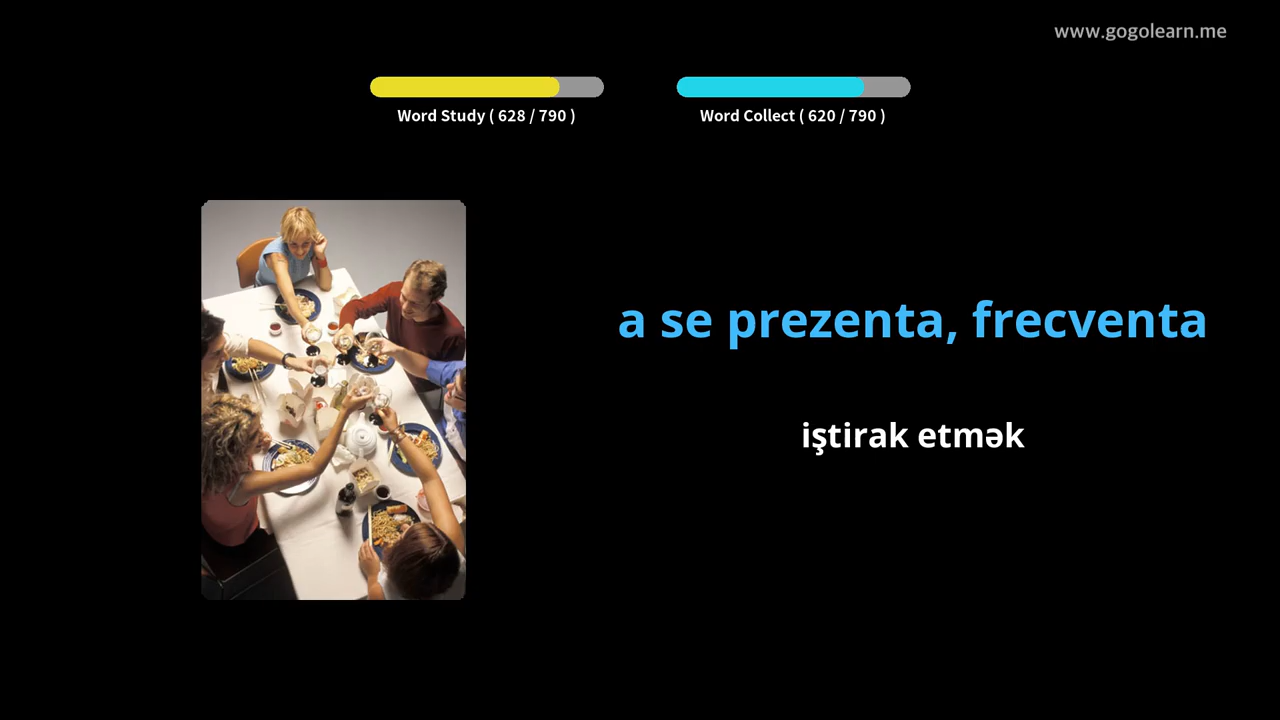 www.gogolearn.me
Word Study ( 628 / 790 )
Word Collect ( 620 / 790 )
a se prezenta, frecventa
iştirak etmək